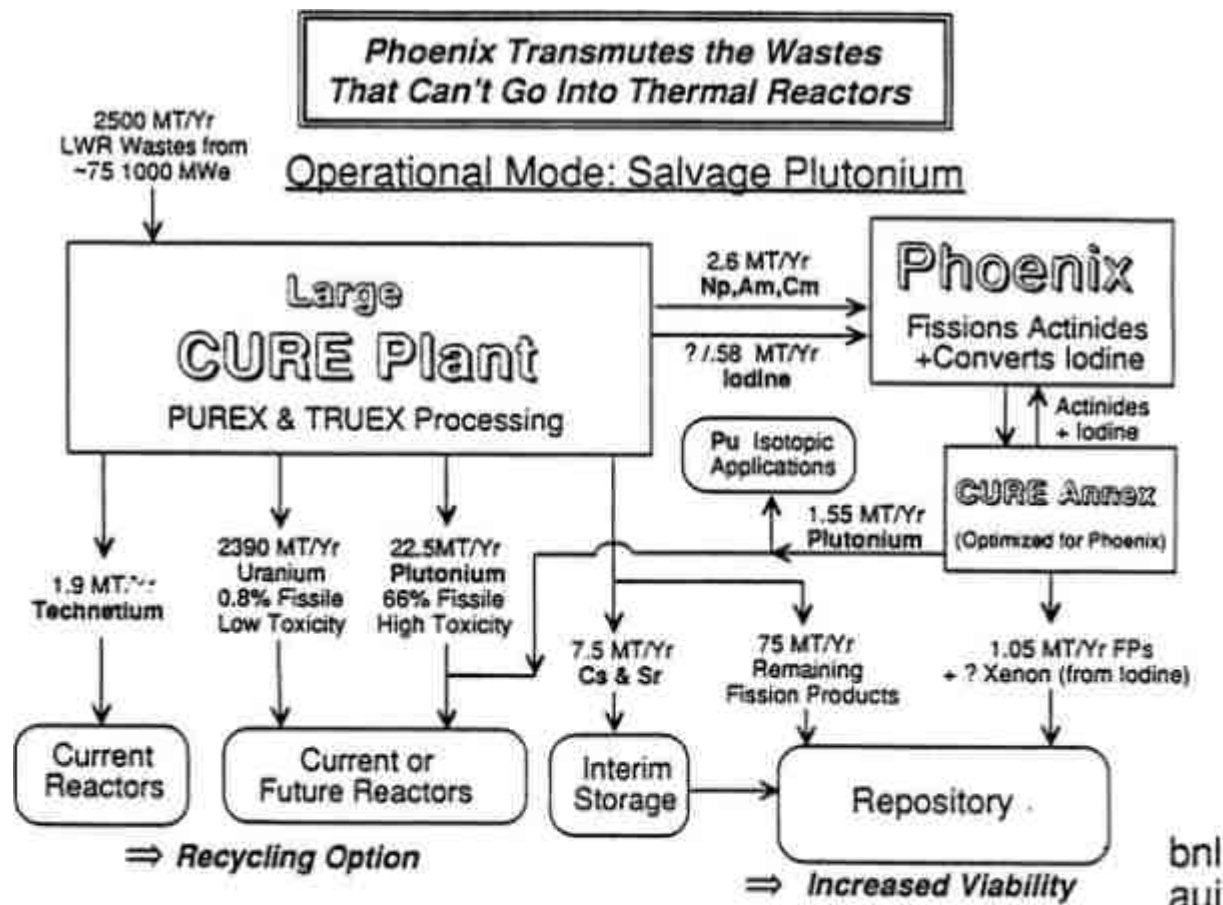 Phoenix Transmutes the Wastes
That Can't Go Into Thermal Reactors
2500 MT/Yr
LWR Wastes from
~75 1000 MWe
Operational Mode: Salvage Plutonium
Large
CURE Plant
PUREX & TRUEX Processing
2.6 MT/Yr
Np,Am,Cm
? /.58 MT/Yr
Iodine
Phoenix
Fissions Actinides
+Converts Iodine
Actinides
+ Iodine
Pu Isotopic
Applications
CURE Annex
(Optimized for Phoenix)
1.55 MT/Yr
Plutonium
1.9 MT
Technetium
2390 MT/Yr
Uranium
0.8% Fissile
Low Toxicity
22.5MT/Yr
Plutonium
66% Fissile
High Toxicity
7.5 MT/Yr
Cs & Sr
75 MT/Yr
Remaining
Fission Products
1.05 MT/Yr FPs
+ ? Xenon (from Iodine)
Current
Reactors
Current or
Future Reactors
Interim
Storage
Repository
⇒ Recycling Option
⇒ Increased Viability
bnl
aui